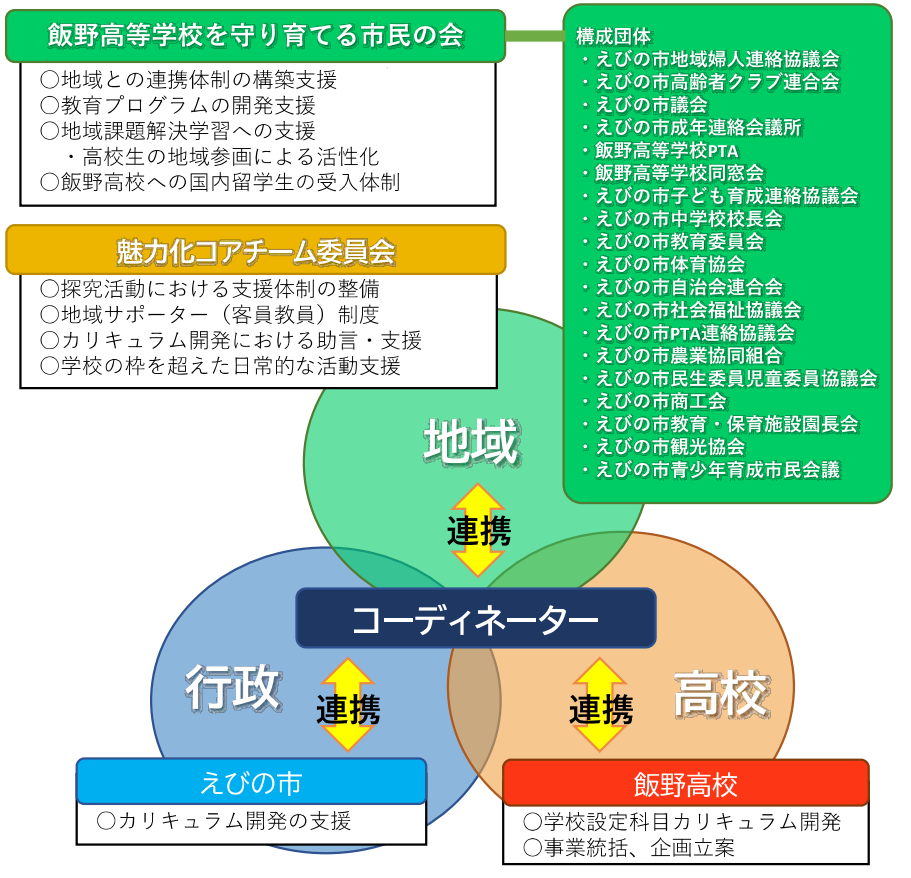 飯野高等学校を守り育てる市民の会
〇地域との連携体制の構築支援
〇教育プログラムの開発支援
〇地域課題解決学習への支援
・高校生の地域参画による活性化
〇飯野高校への国内留学生の受入体制
構成団体
・えびの市地域婦人連絡協議会
・えびの市高齢者クラブ連合会
・えびの市議会
・えびの市成年連絡会議所
・飯野高等学校PTA
・飯野高等学校同窓会
・えびの市子ども育成連絡協議会
・えびの市中学校校長会
・えびの市教育委員会
・えびの市体育協会
・えびの市自治会連合会
・えびの市社会福祉協議会
・えびの市PTA連絡協議会
・えびの市農業協同組合
・えびの市民生委員児童委員協議会
・えびの市商工会
・えびの市教育・保育施設園長会
・えびの市観光協会
・えびの市青少年育成市民会議
魅力化コアチーム委員会
〇探究活動における支援体制の整備
〇地域サポーター（客員教員）制度
〇カリキュラム開発における助言・支援
〇学校の枠を超えた日常的な活動支援
地域
連携
コーディネーター
行政
連携
連携
高校
えびの市
〇カリキュラム開発の支援
飯野高校
〇学校設定科目カリキュラム開発
〇事業統括、企画立案